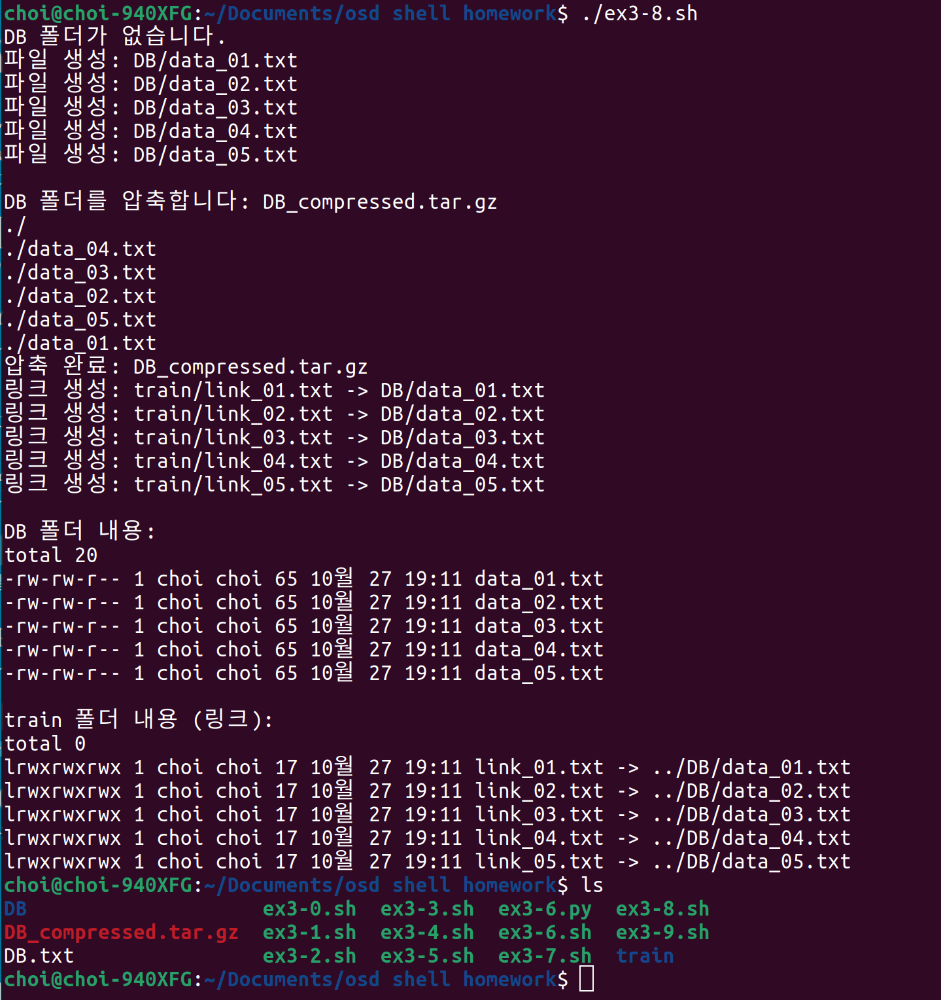 choi@choi-940XFG:~/Documents/osd shell homework$ ./ex3-8.sh
DB 폴더가 없습니다.
파일 생성: DB/data_01.txt
파일 생성: DB/data_02.txt
파일 생성: DB/data_03.txt
파일 생성: DB/data_04.txt
파일 생성: DB/data_05.txt

DB 폴더를 압축합니다: DB_compressed.tar.gz
./
./data_04.txt
./data_03.txt
./data_02.txt
./data_05.txt
./data_01.txt
압축 완료: DB_compressed.tar.gz
링크 생성: train/link_01.txt -> DB/data_01.txt
링크 생성: train/link_02.txt -> DB/data_02.txt
링크 생성: train/link_03.txt -> DB/data_03.txt
링크 생성: train/link_04.txt -> DB/data_04.txt
링크 생성: train/link_05.txt -> DB/data_05.txt

DB 폴더 내용:
total 20
-rw-rw-r-- 1 choi choi 65 10월 27 19:11 data_01.txt
-rw-rw-r-- 1 choi choi 65 10월 27 19:11 data_02.txt
-rw-rw-r-- 1 choi choi 65 10월 27 19:11 data_03.txt
-rw-rw-r-- 1 choi choi 65 10월 27 19:11 data_04.txt
-rw-rw-r-- 1 choi choi 65 10월 27 19:11 data_05.txt

train 폴더 내용 (링크):
total 0
lrwxrwxrwx 1 choi choi 17 10월 27 19:11 link_01.txt -> ../DB/data_01.txt
lrwxrwxrwx 1 choi choi 17 10월 27 19:11 link_02.txt -> ../DB/data_02.txt
lrwxrwxrwx 1 choi choi 17 10월 27 19:11 link_03.txt -> ../DB/data_03.txt
lrwxrwxrwx 1 choi choi 17 10월 27 19:11 link_04.txt -> ../DB/data_04.txt
lrwxrwxrwx 1 choi choi 17 10월 27 19:11 link_05.txt -> ../DB/data_05.txt
choi@choi-940XFG:~/Documents/osd shell homework$ ls
DB ex3-0.sh ex3-3.sh ex3-6.py ex3-8.sh
DB_compressed.tar.gz ex3-1.sh ex3-4.sh ex3-6.sh ex3-9.sh
DB.txt ex3-2.sh ex3-5.sh ex3-7.sh train
choi@choi-940XFG:~/Documents/osd shell homework$